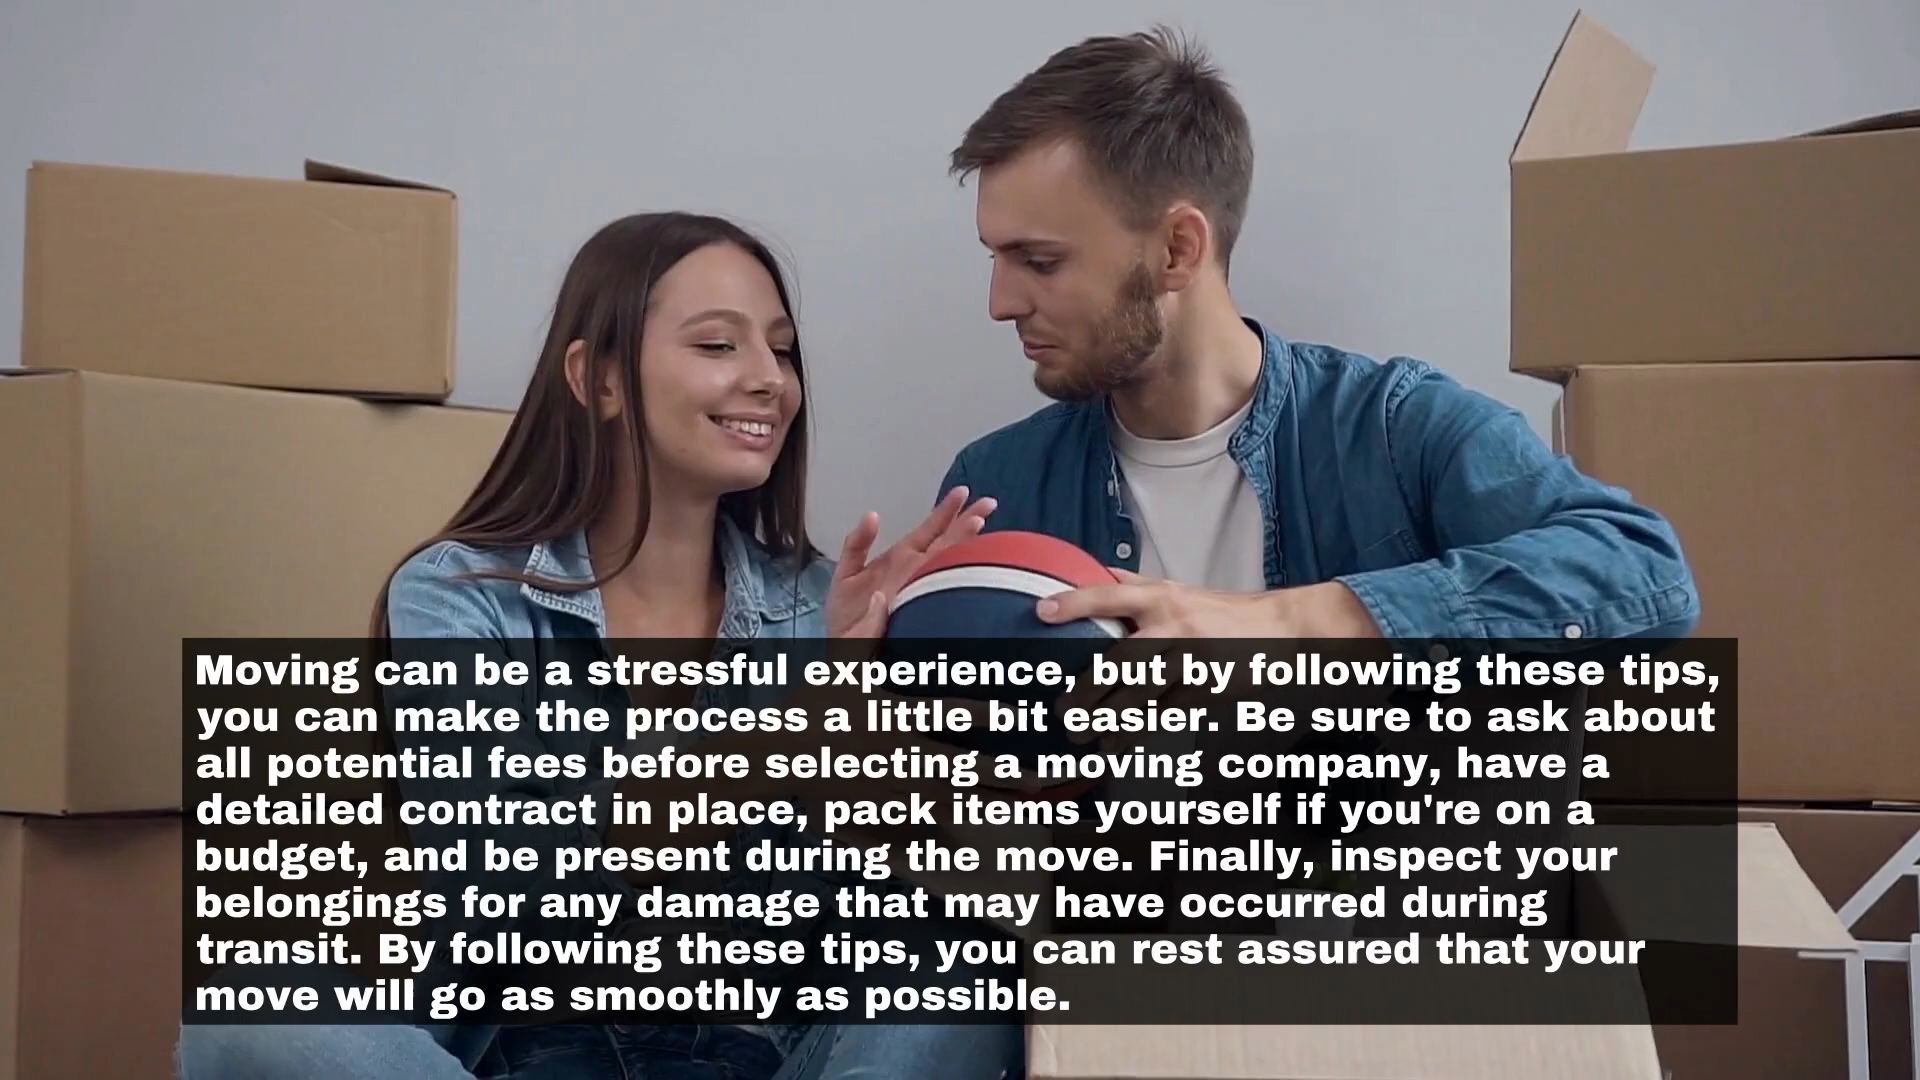 Moving can be a stressful experience, but by following these tips,
you can make the process a little bit easier. Be sure to ask about
all potential fees before selecting a moving company, have a
detailed contract in place, pack items yourself if you're on a
budget, and be present during the move. Finally, inspect your
belongings for any damage that may have occurred during
transit. By following these tips, you can rest assured that your
move will go as smoothly as possible.